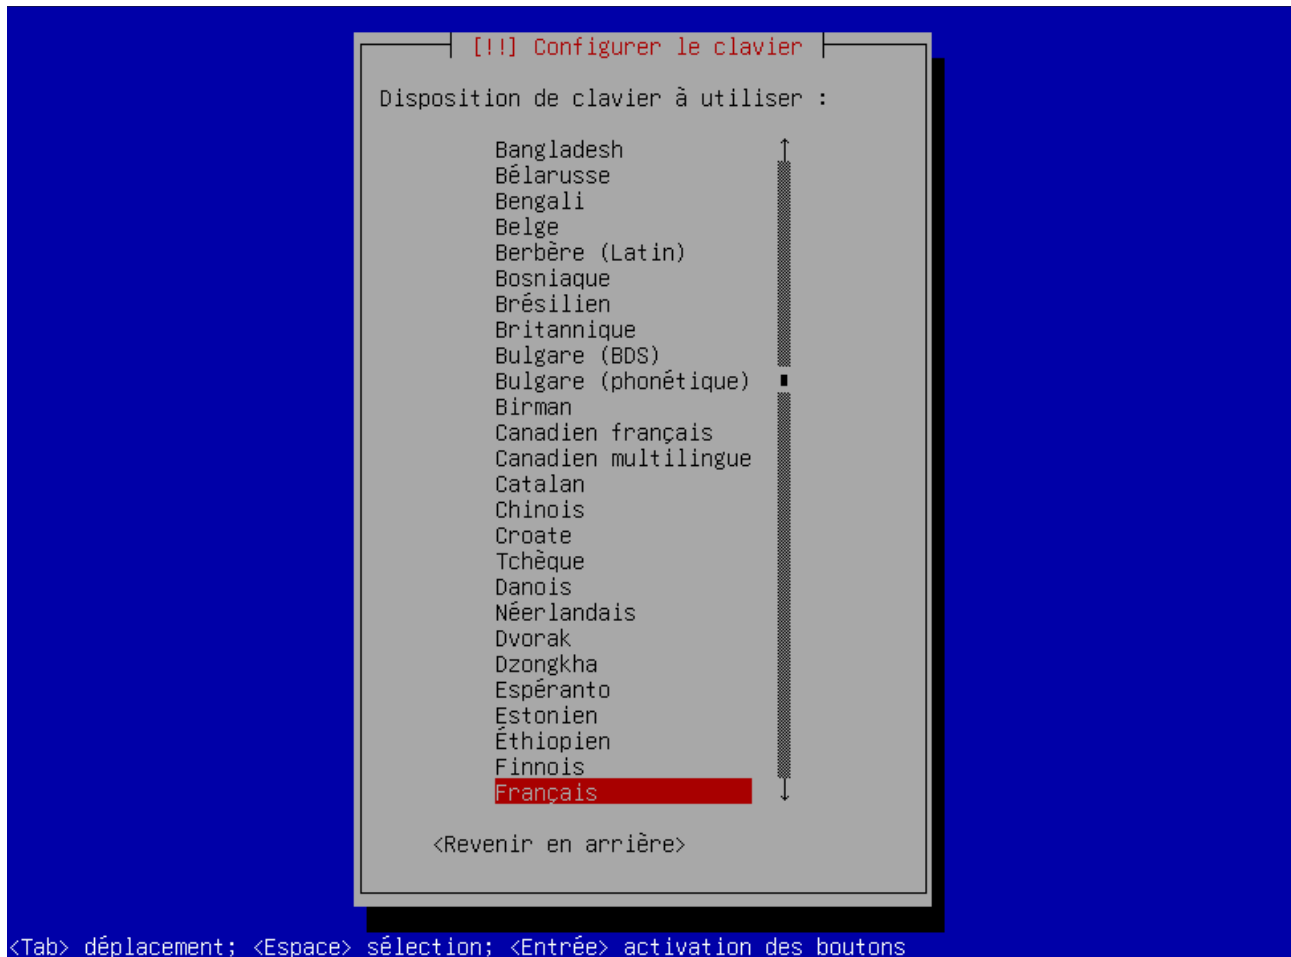 [!!] Configurer le clavier
Disposition de clavier à utiliser :
Bangladesh
Bélarusse
Bengali
Belge
Berbère (Latin)
Bosniaque
Brésilien
Britannique
Bulgare (BDS)
Bulgare (phonétique)
Birman
Canadien français
Canadien multilingue
Catalan
Chinois
Croate
Tchèque
Danois
Néerlandais
Dvorak
Dzongkha
Espéranto
Estonien
Éthiopien
Finnois
Français
<Revenir en arrière>
<Tab> déplacement; <Espace> sélection; <Entrée> activation des boutons